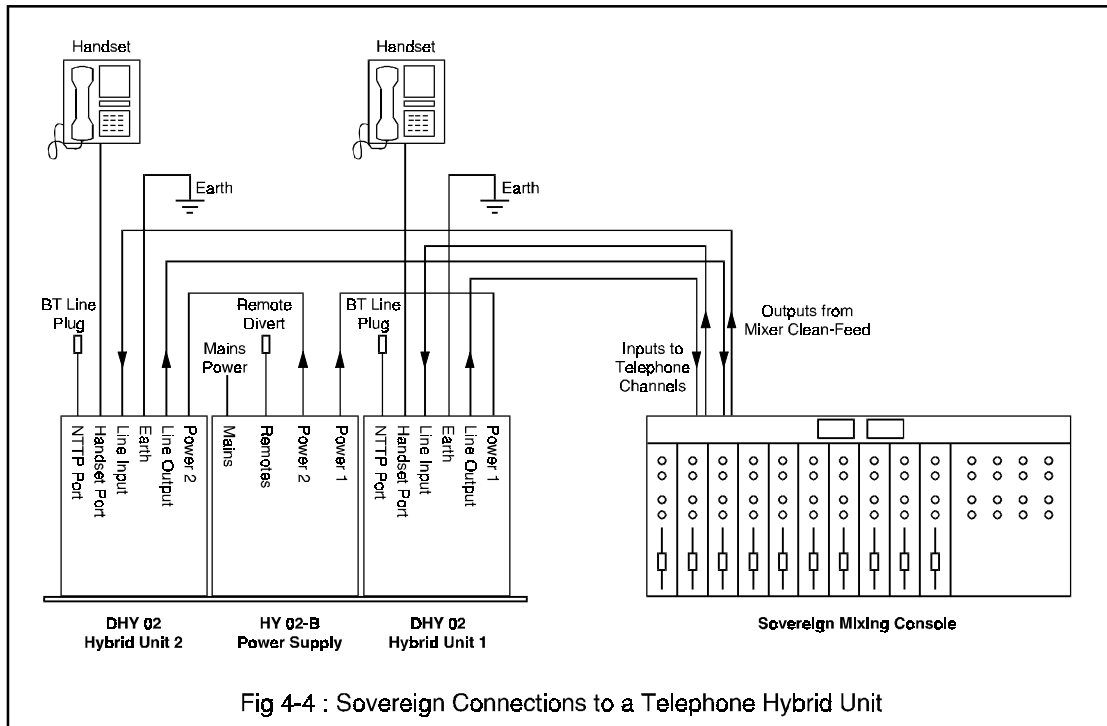 Handset
Handset
Earth
Earth
BT Line
Plug
Remote
Divert
BT Line
Plug
Mains
Power
Outputs from
Mixer Clean-Feed
Inputs to
Telephone
Channels
NTTP Port
Handset Port
Line Input
Earth
Line Output
Power 2
Mains
Remotes
Power 2
Power 1
NTTP Port
Handset Port
Line Input
Earth
Line Output
Power 1
DHY 02
Hybrid Unit 2
HY 02-B
Power Supply
DHY 02
Hybrid Unit 1
Sovereign Mixing Console
Fig 4-4 : Sovereign Connections to a Telephone Hybrid Unit